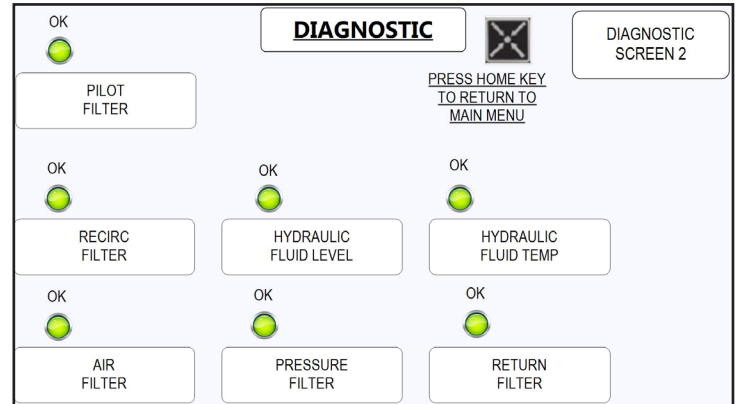 OK
DIAGNOSTIC
DIAGNOSTIC
SCREEN 2
PILOT
FILTER
PRESS HOME KEY
TO RETURN TO
MAIN MENU
OK
OK
OK
RECIRC
FILTER
HYDRAULIC
FLUID LEVEL
HYDRAULIC
FLUID TEMP
OK
OK
OK
AIR
FILTER
PRESSURE
FILTER
RETURN
FILTER